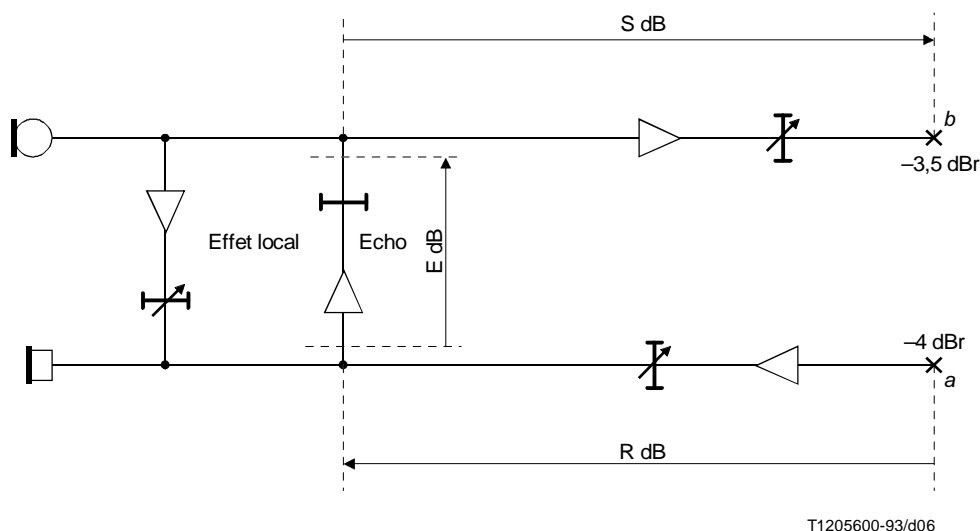 S dB
b
–3,5 dBr
Effet local
Echo
E dB
–4 dBr
a
R dB
T1205600-93/d06